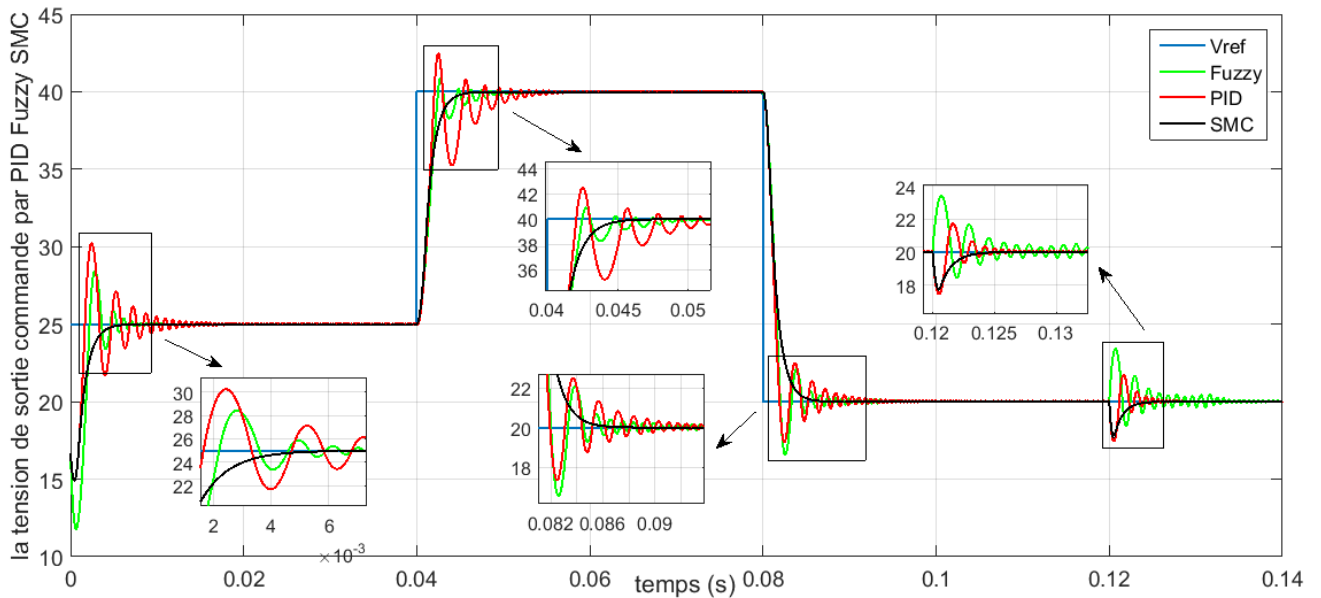 la tension de sortie commande par PID Fuzzy SMC
45
40
35
30
25
20
15
10
Vref
Fuzzy
PID
SMC
44
42
40
38
36
0.04 0.045 0.05
24
22
20
18
0.12 0.125 0.13
30
28
26
24
22
2 4 6
×10-3
22
20
18
0.082 0.086 0.09
0 0.02 0.04 0.06 0.08 0.1 0.12 0.14
temps (s)